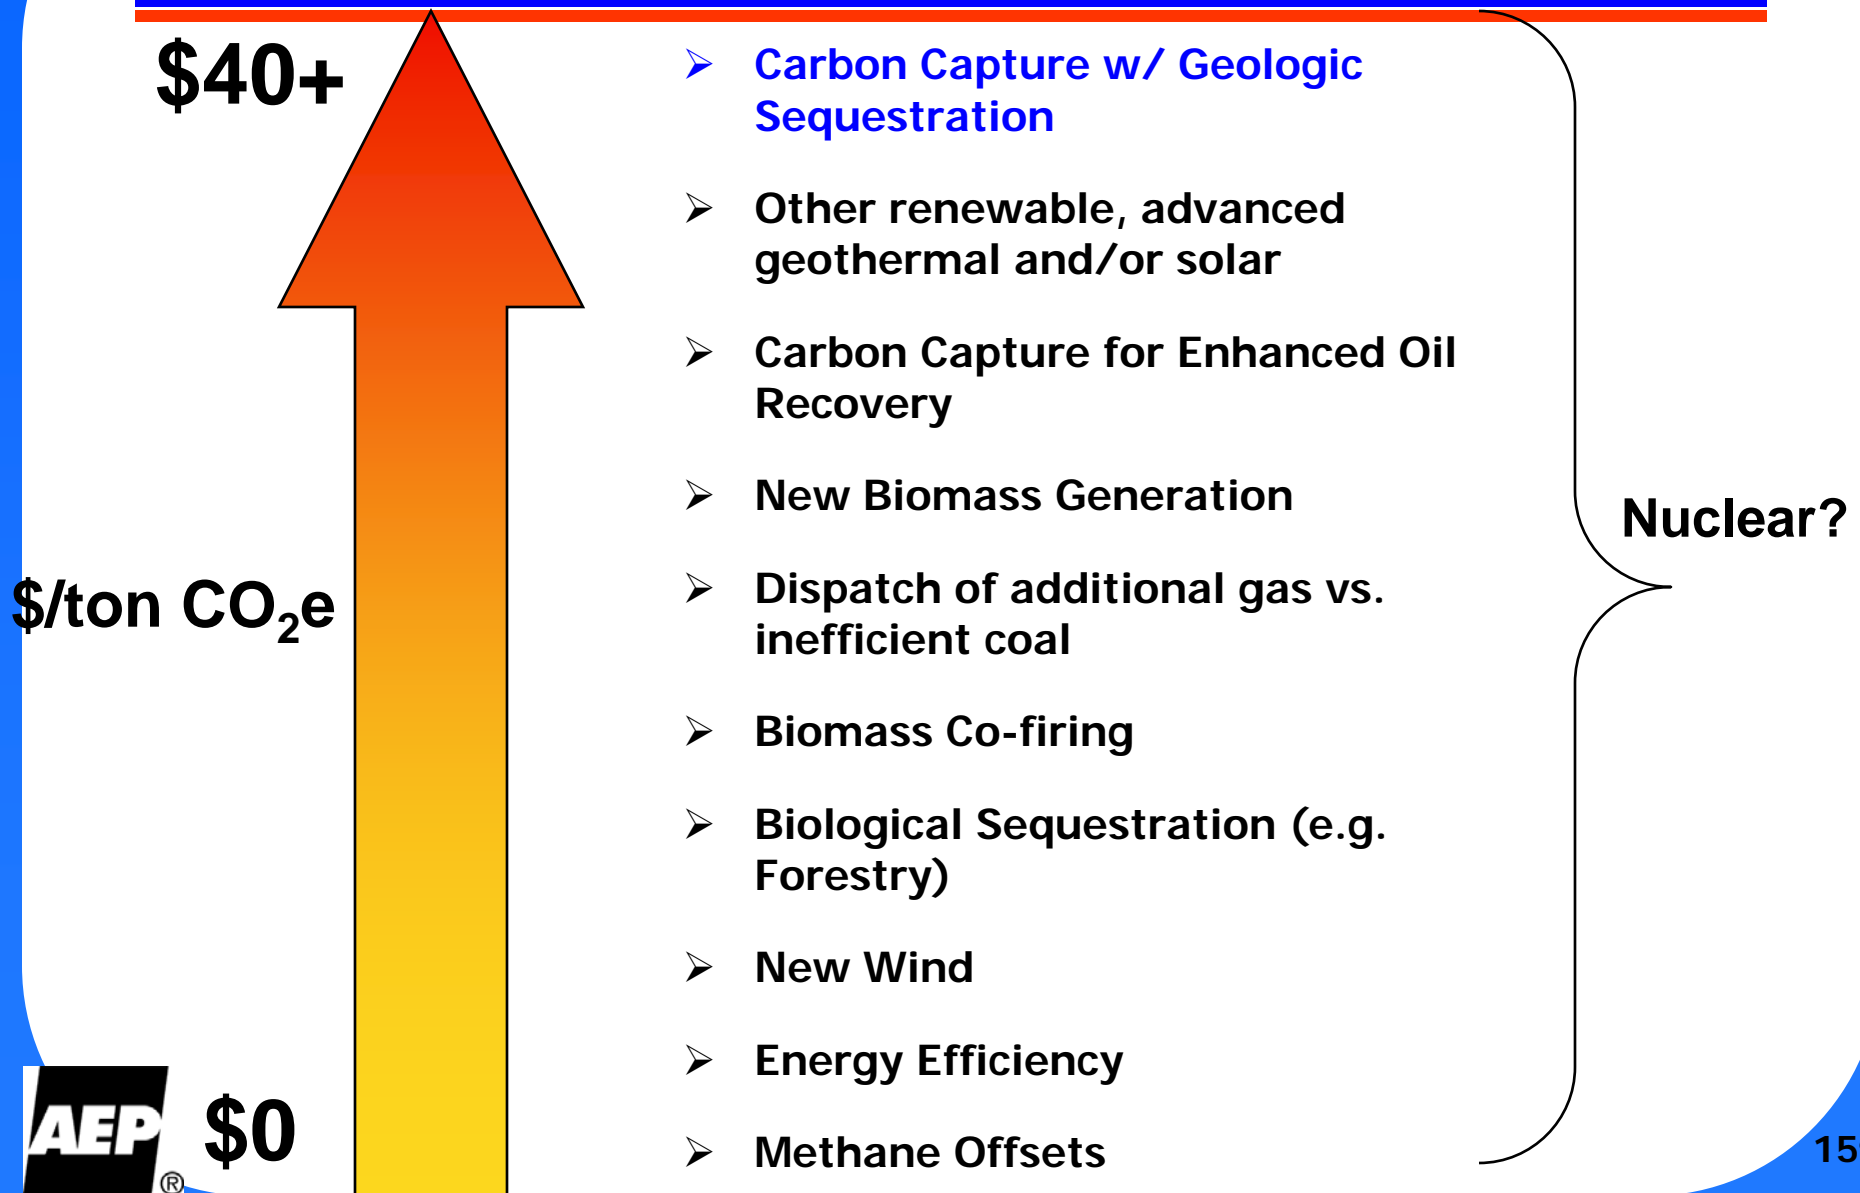 $40+
➢ Carbon Capture w/ Geologic
Sequestration
➢ Other renewable, advanced
geothermal and/or solar
➢ Carbon Capture for Enhanced Oil
Recovery
➢ New Biomass Generation
Nuclear?
$/ton CO₂e
➢ Dispatch of additional gas vs.
inefficient coal
➢ Biomass Co-firing
➢ Biological Sequestration (e.g.
Forestry)
➢ New Wind
➢ Energy Efficiency
AEP ®
$0
➢ Methane Offsets
15